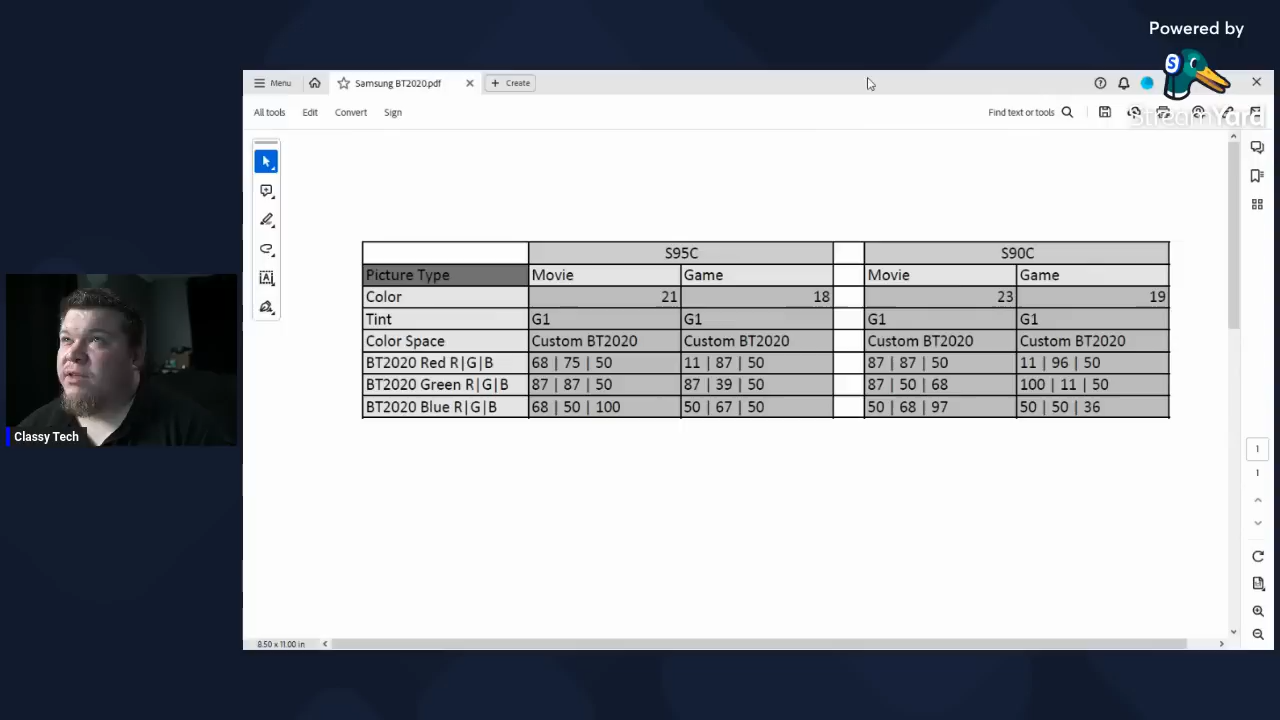 Powered by
StreamYard
Menu
Samsung BT2020.pdf
Create
All tools Edit Convert Sign
Find text or tools
S95C S90C
Picture Type Movie Game Movie Game
Color 21 18 23 19
Tint G1 G1 G1 G1
Color Space Custom BT2020 Custom BT2020 Custom BT2020 Custom BT2020
BT2020 Red R|G|B 68 | 75 | 50 11 | 87 | 50 87 | 87 | 50 11 | 96 | 50
BT2020 Green R|G|B 87 | 87 | 50 87 | 39 | 50 87 | 50 | 68 100 | 11 | 50
BT2020 Blue R|G|B 68 | 50 | 100 50 | 67 | 50 50 | 68 | 97 50 | 50 | 36
Classy Tech
1
1
8.50 x 11.00 in